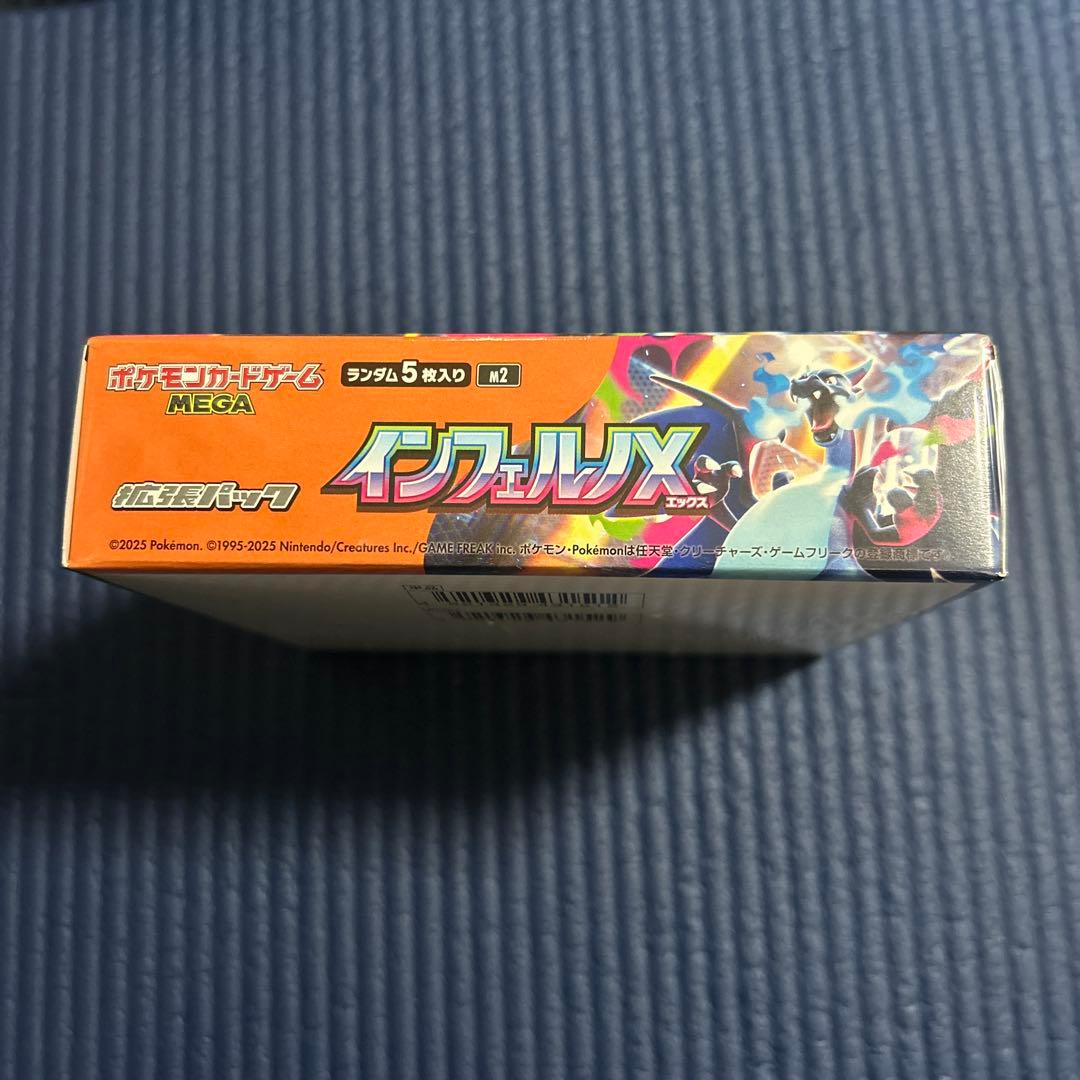 ポケモンカードゲーム
MEGA
ランダム5枚入り M2
インフェルノX
エックス
拡張パック
©2025 Pokémon. ©1995-2025 Nintendo/Creatures Inc./GAME FREAK inc. ポケモン・Pokémonは任天堂・クリーチャーズ・ゲームフリークの登録商標です